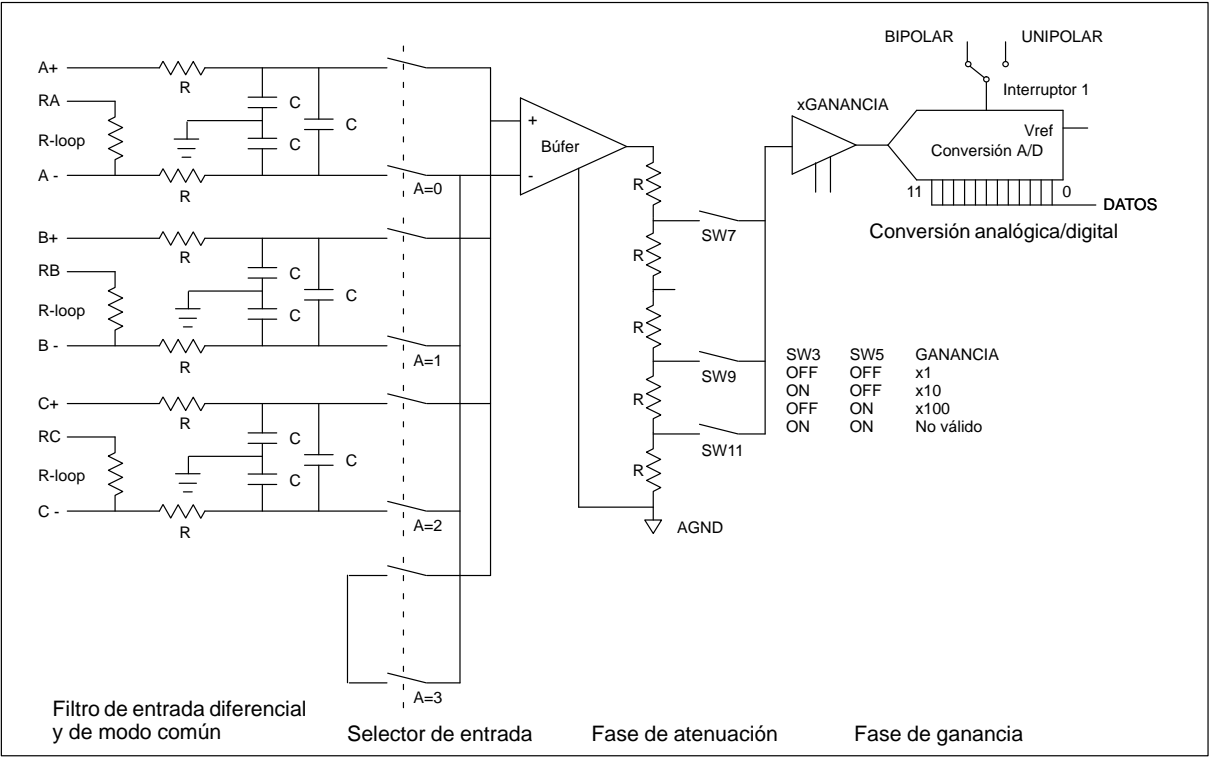 BIPOLAR UNIPOLAR
Interruptor 1
A+
R
RA
R-loop
A -
R
C
C
C
A=0
B+
R
RB
R-loop
B -
R
C
C
C
A=1
C+
R
RC
R-loop
C -
R
C
C
C
A=2
A=3
+
Búfer
-
R
R
R
R
R
SW7
SW9
SW11
AGND
xGANANCIA
Vref
Conversión A/D
11 0
DATOS
Conversión analógica/digital
SW3 SW5 GANANCIA
OFF OFF x1
ON OFF x10
OFF ON x100
ON ON No válido
Filtro de entrada diferencial
y de modo común
Selector de entrada
Fase de atenuación
Fase de ganancia